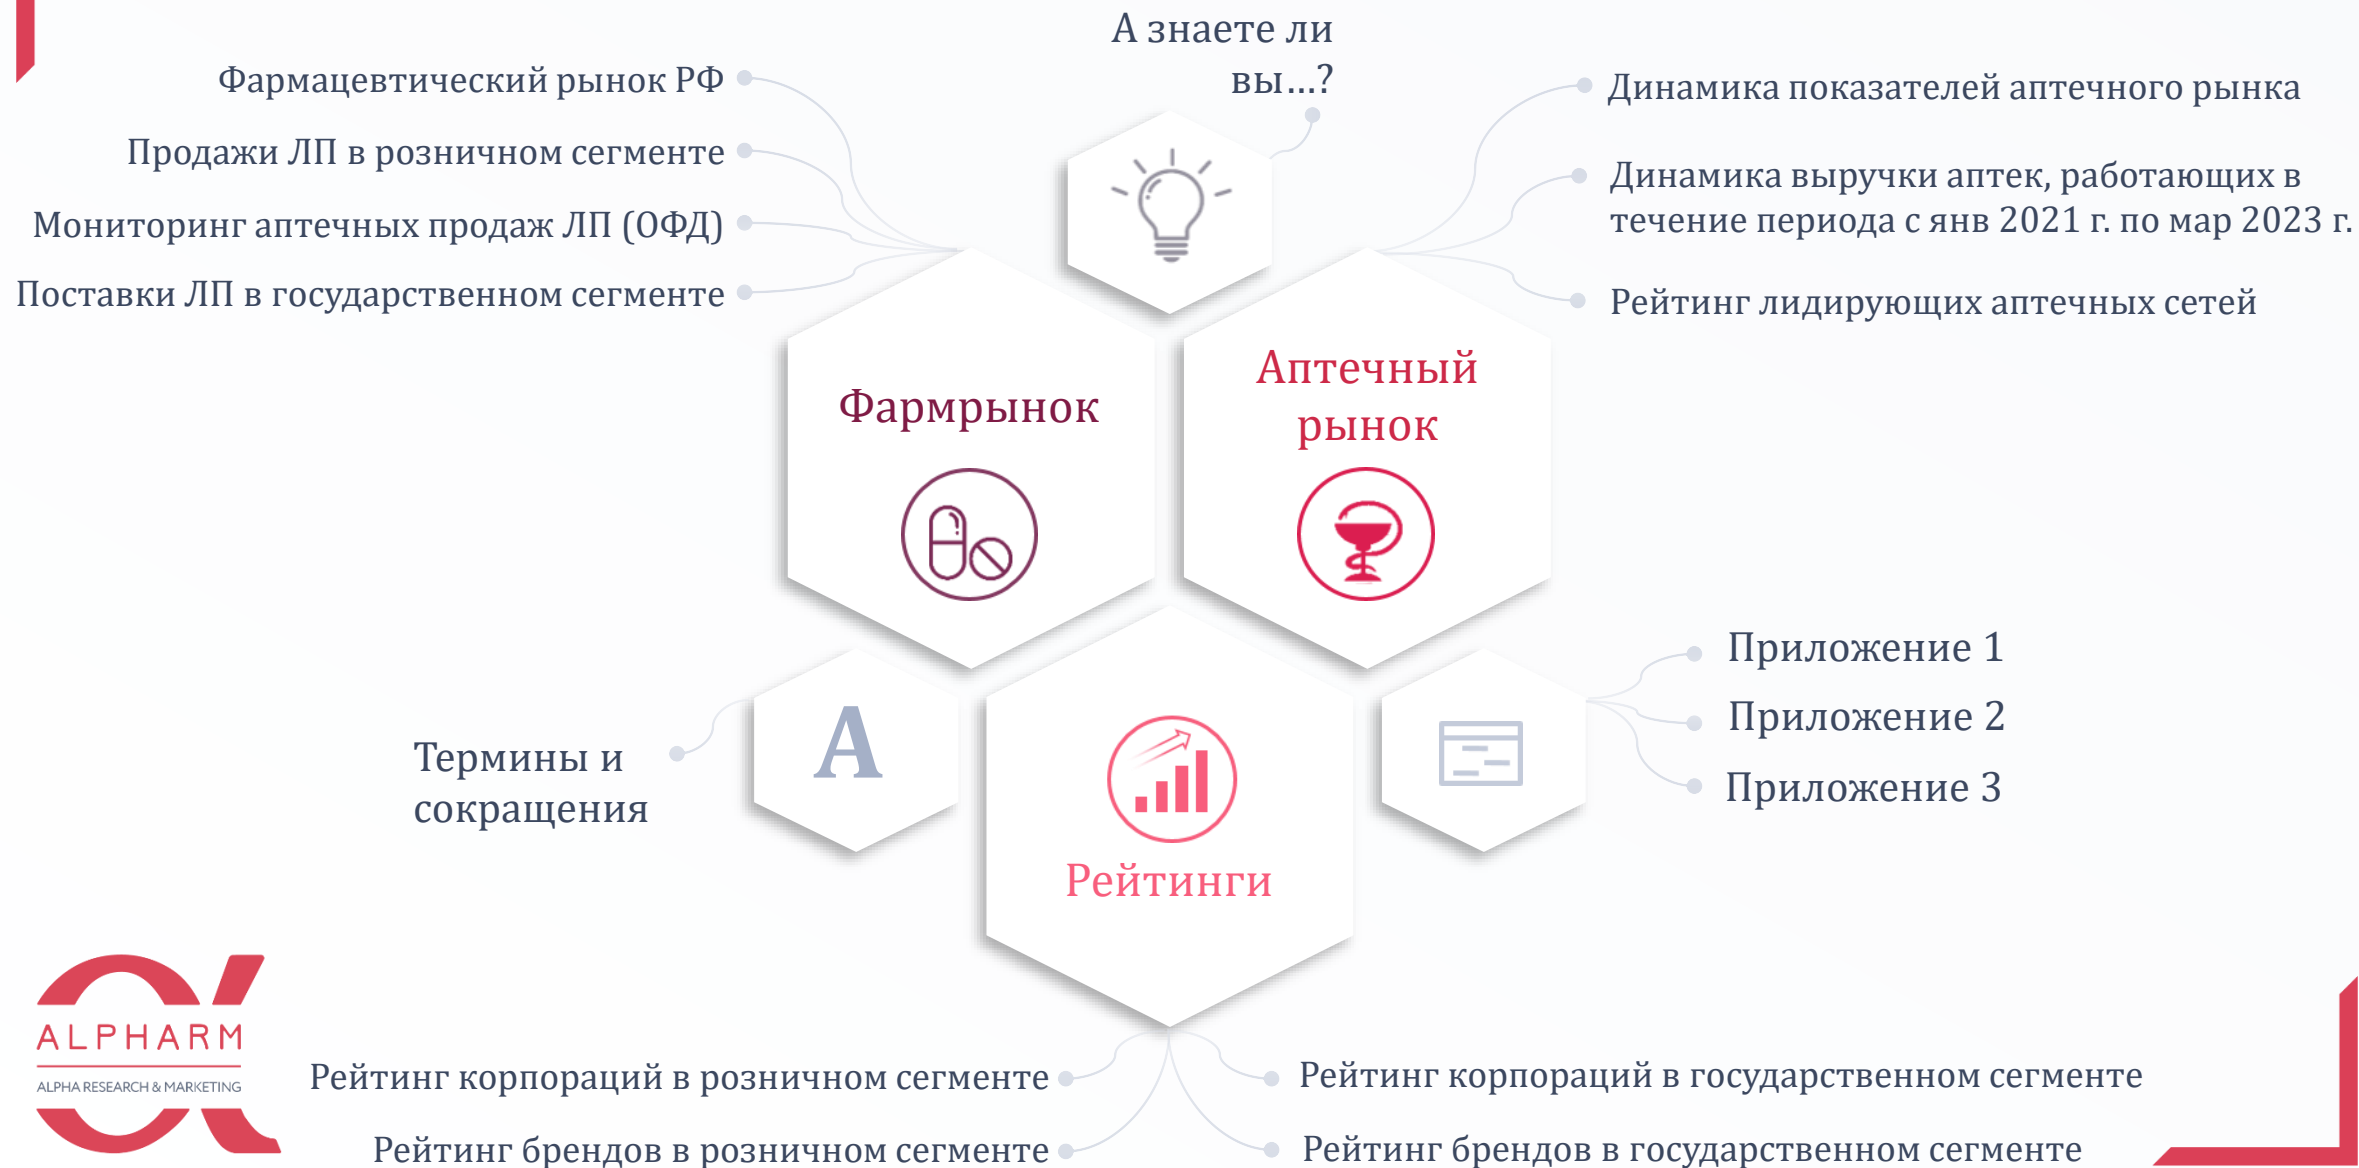 А знаете ли
вы...?
Фармацевтический рынок РФ
Продажи ЛП в розничном сегменте
Мониторинг аптечных продаж ЛП (ОФД)
Поставки ЛП в государственном сегменте
Динамика показателей аптечного рынка
Динамика выручки аптек, работающих в
течение периода с янв 2021 г. по мар 2023 г.
Рейтинг лидирующих аптечных сетей
Фармрынок
Аптечный
рынок
Термины и
сокращения
A
Рейтинги
Приложение 1
Приложение 2
Приложение 3
ALPHARM
ALPHA RESEARCH & MARKETING
Рейтинг корпораций в розничном сегменте
Рейтинг брендов в розничном сегменте
Рейтинг корпораций в государственном сегменте
Рейтинг брендов в государственном сегменте